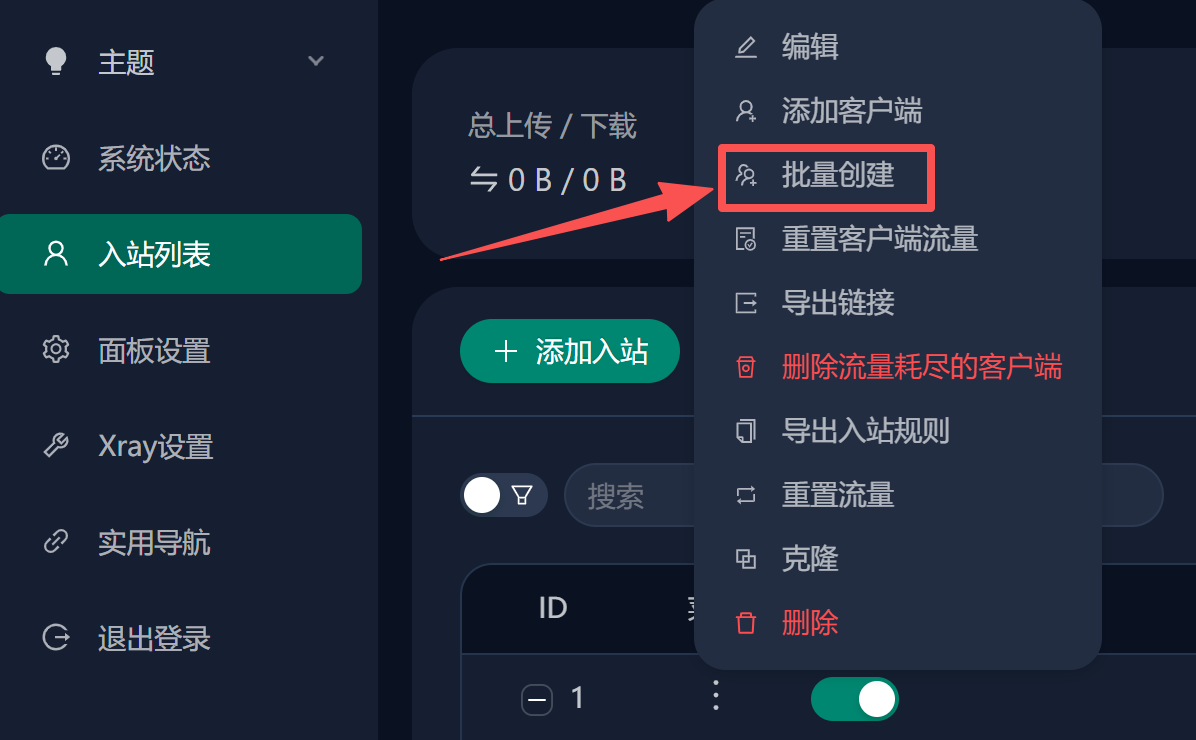 主题
系统状态
入站列表
面板设置
Xray设置
实用导航
退出登录
总上传 / 下载
0 B / 0 B
添加入站
搜索
ID
1
编辑
添加客户端
批量创建
重置客户端流量
导出链接
删除流量耗尽的客户端
导出入站规则
重置流量
克隆
删除